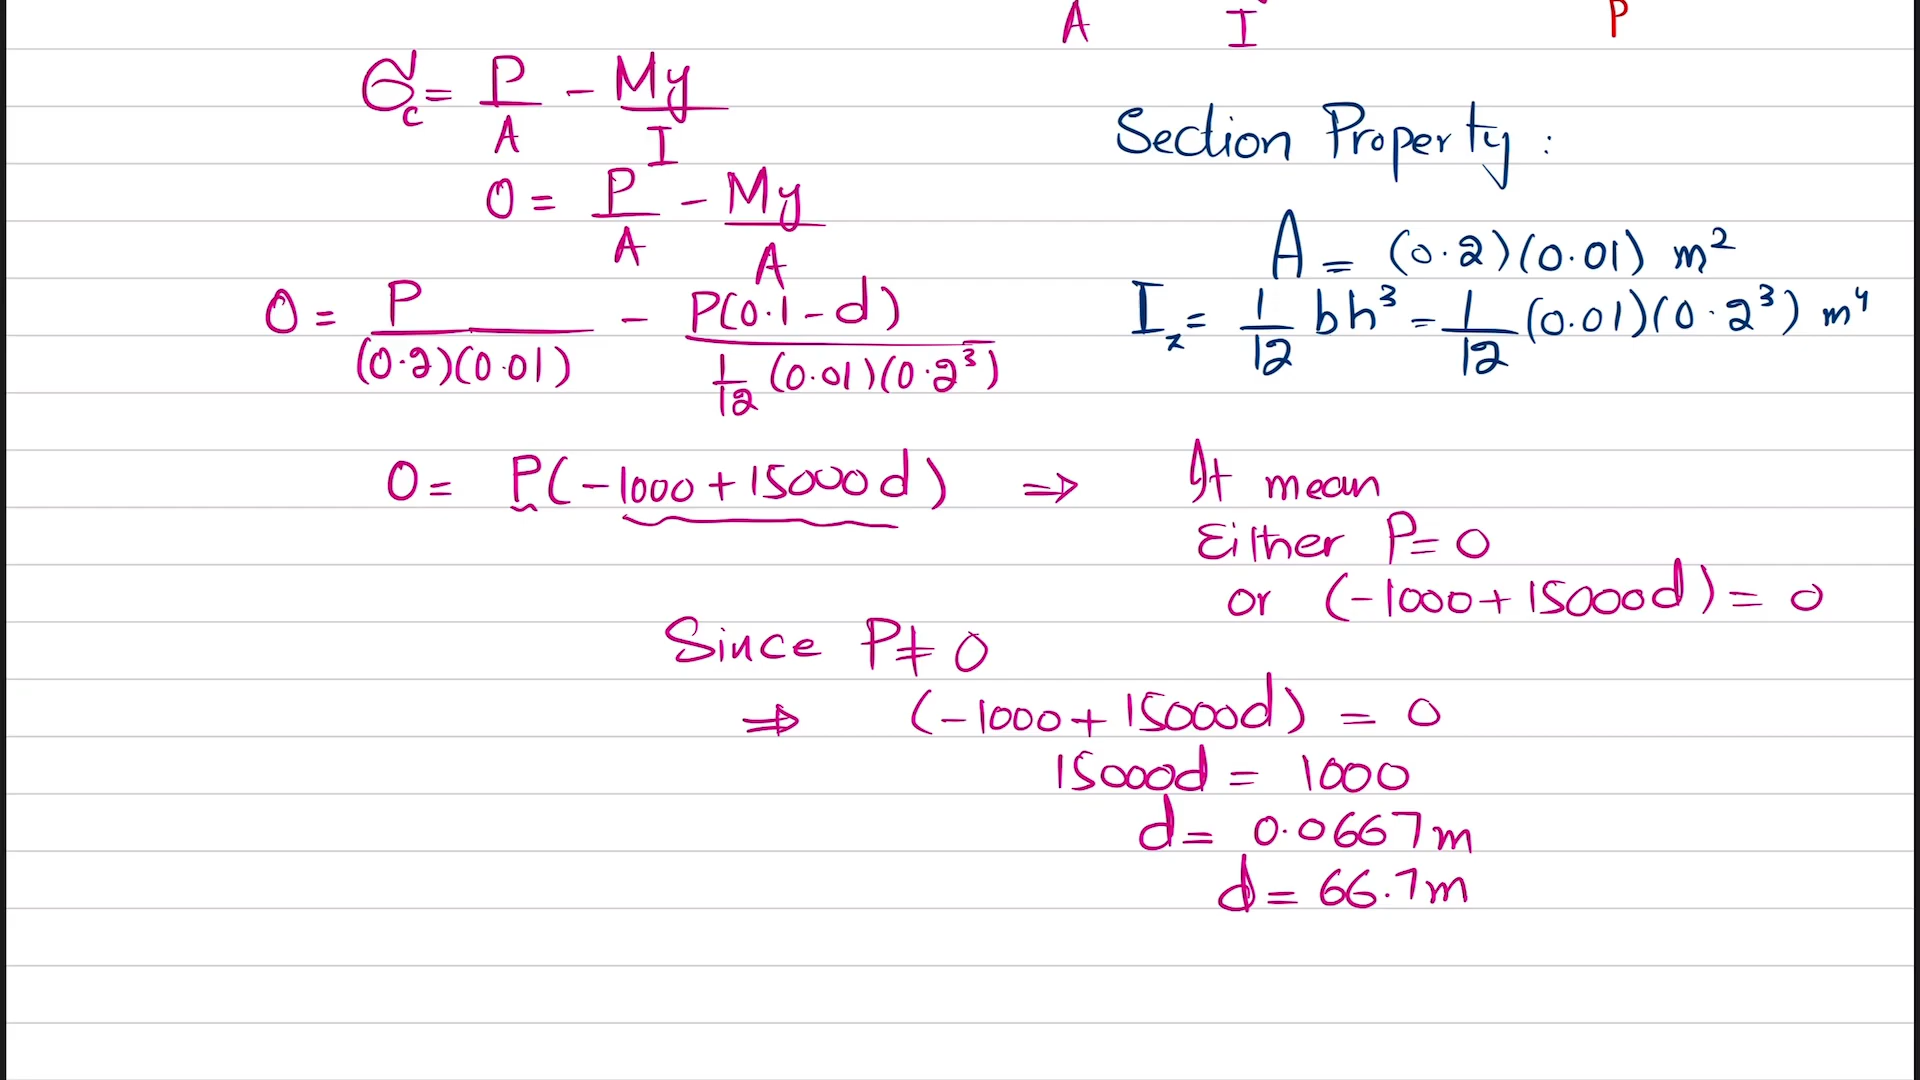 A I P
σc = P/A - My/I
Section Property :
0 = P/A - My/A
A = (0.2)(0.01) m²
0 = P/(0.2)(0.01) - P(0.1-d)/(1/12 (0.01)(0.2³))
Iz = 1/12 bh³ = 1/12 (0.01)(0.2³) m⁴
0 = P(-1000+15000d) ⇒ It mean
Either P=0
or (-1000+15000d) = 0
Since P≠0
⇒ (-1000+15000d) = 0
15000d = 1000
d = 0.0667m
d = 66.7m